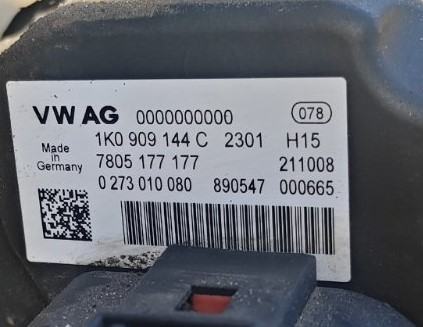 VW AG 0000000000 078
1K0 909 144 C 2301 H15
Made in Germany
7805 177 177 211008
0 273 010 080 890547 000665